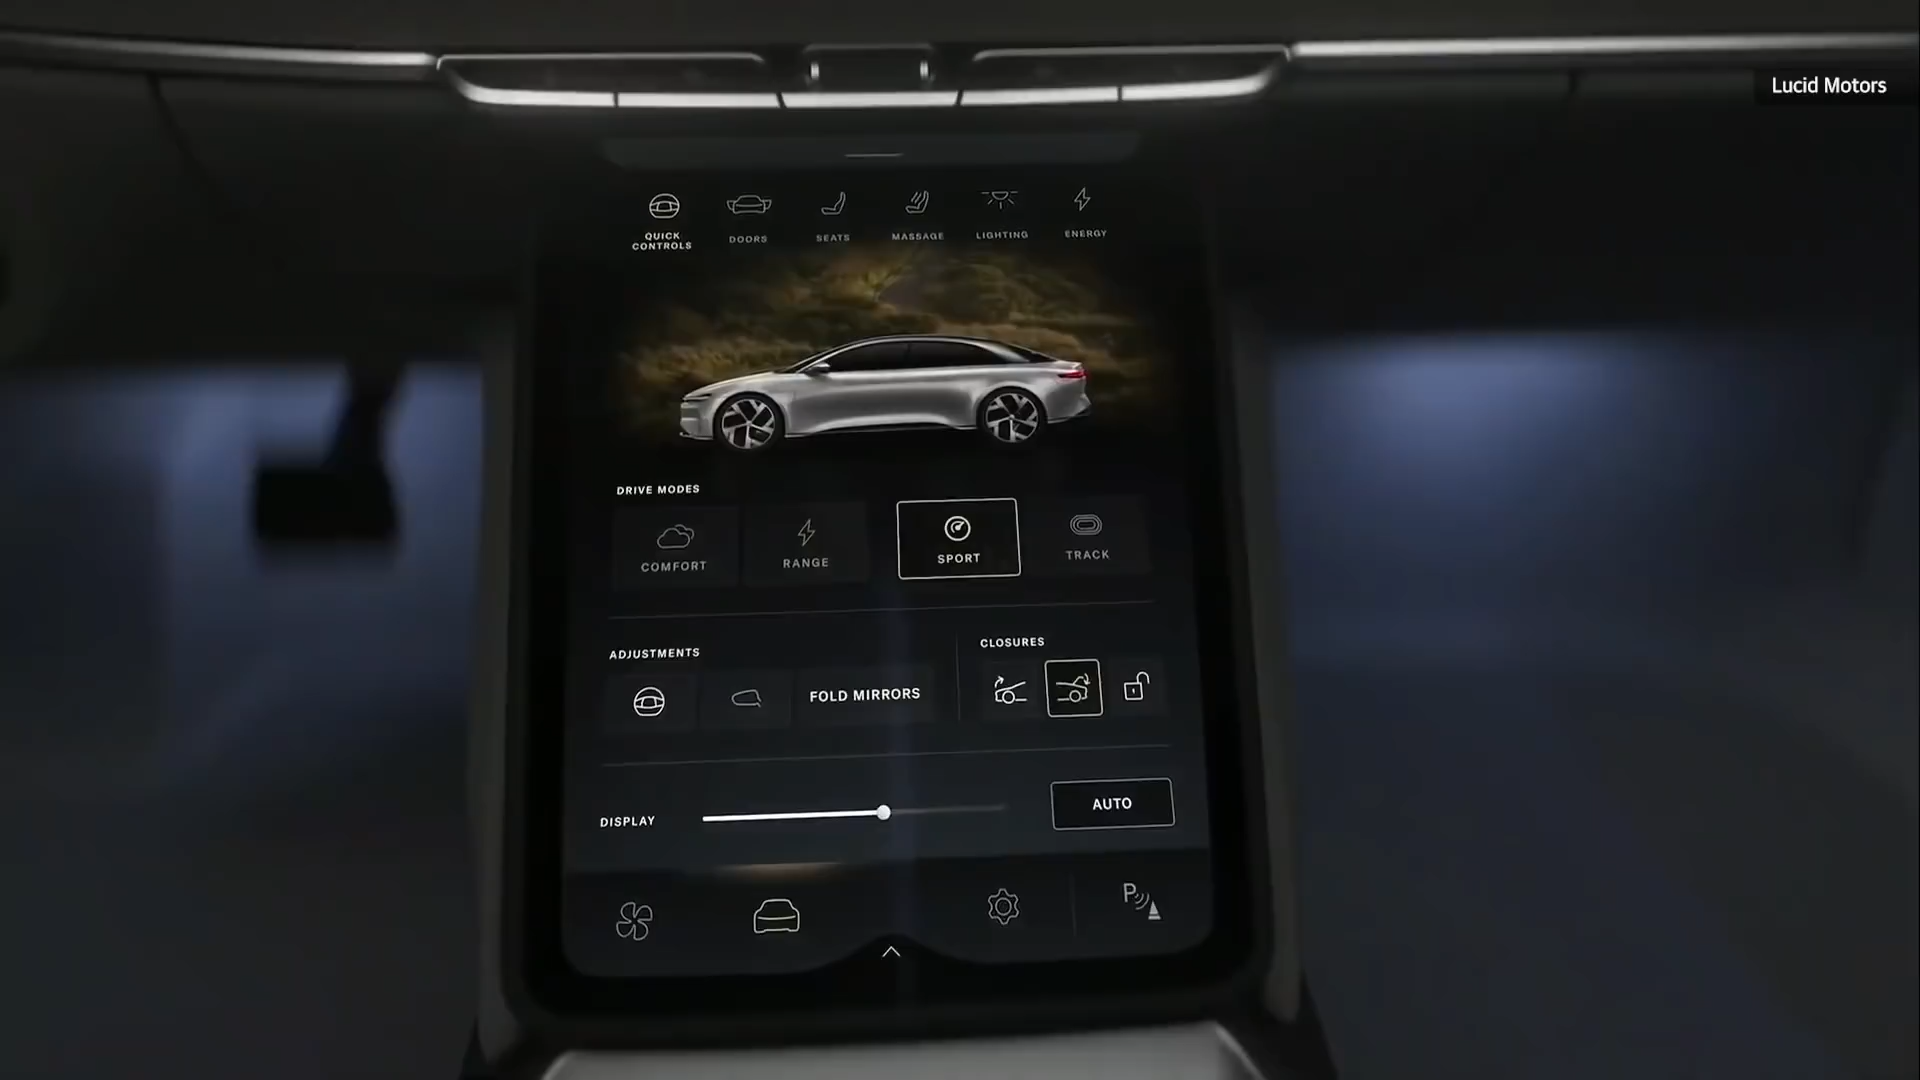 Lucid Motors
QUICK
CONTROLS
DOORS
SEATS
MASSAGE
LIGHTING
ENERGY
DRIVE MODES
COMFORT
RANGE
SPORT
TRACK
ADJUSTMENTS
CLOSURES
FOLD MIRRORS
DISPLAY
AUTO
P